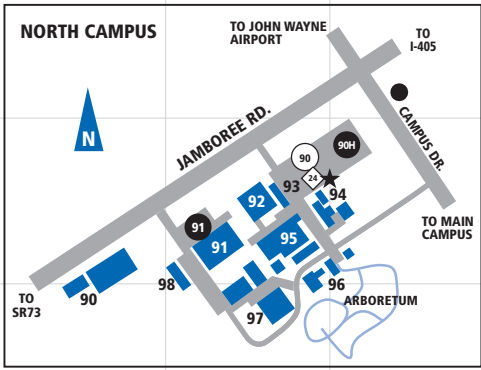 NORTH CAMPUS
TO JOHN WAYNE
AIRPORT
TO
I-405
JAMBOREE RD.
CAMPUS DR.
N
90
90H
24
93
94
92
91
91
95
TO MAIN
CAMPUS
98
96
90
TO
SR73
97
ARBORETUM